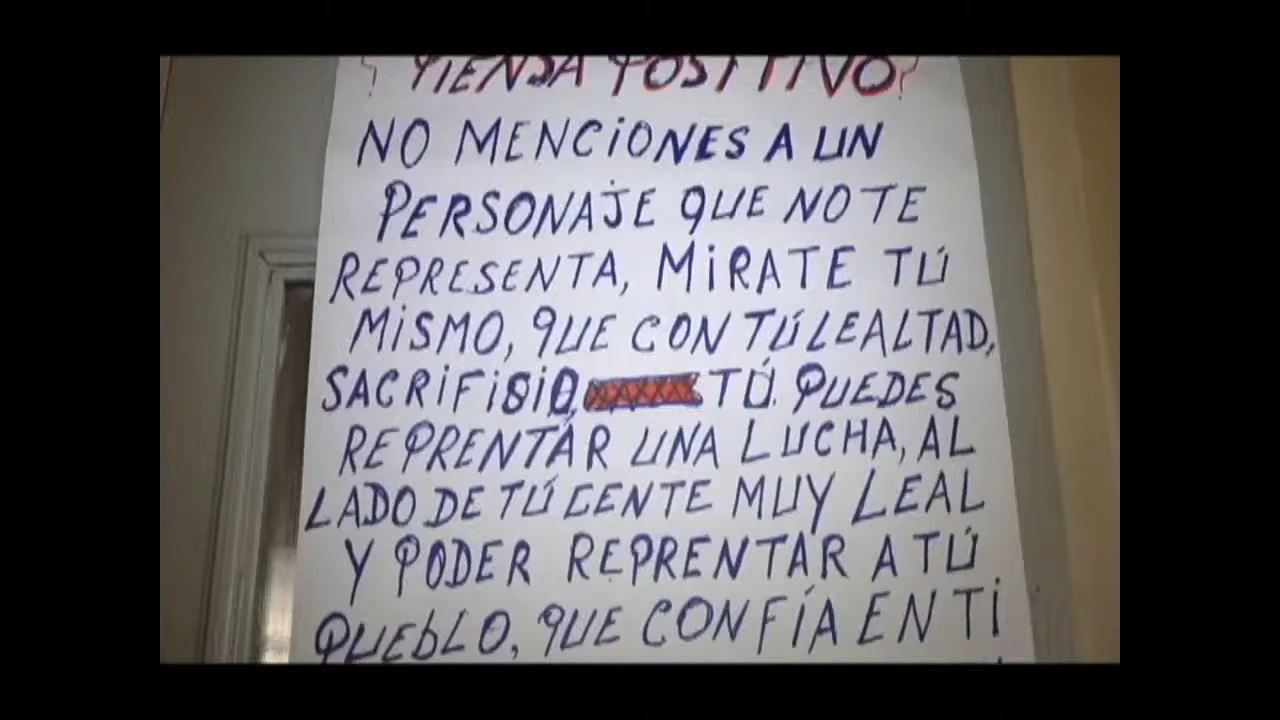 ¿PIENSA POSITIVO?
NO MENCiONES A UN
PERSONAJE QUE NO TE
REPRESENTA, MiRATE TÚ
MiSMO, QUE CON TÚ LEALTAD,
SACRiFiSiO, TÚ. PUEDES
REPRENTÁR UNA LUCHA, AL
LADO DE TÚ GENTE MUY LEAL
Y PODER REPRENTAR A TÚ
PUEbLO, QUE CONFÍA EN Ti